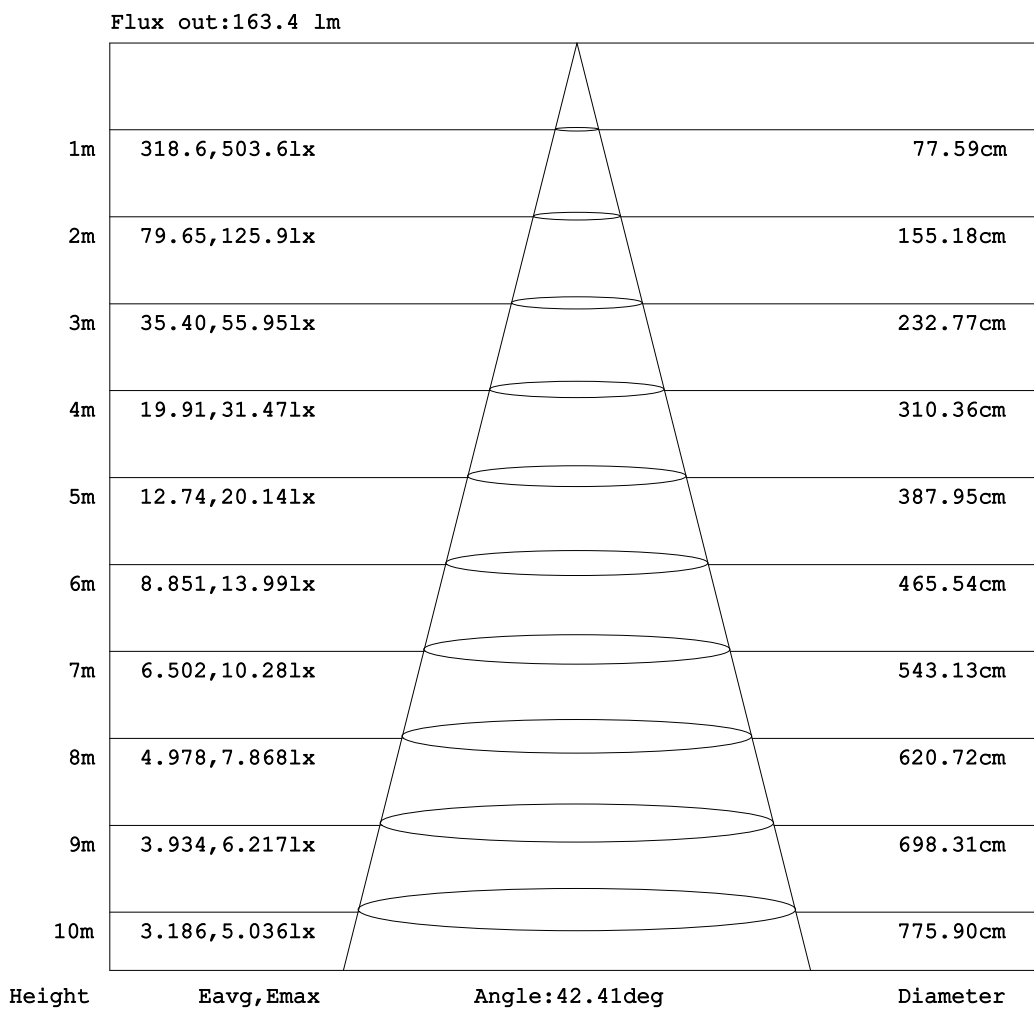 Flux out:163.4 lm
1m 318.6,503.6lx 77.59cm
2m 79.65,125.9lx 155.18cm
3m 35.40,55.95lx 232.77cm
4m 19.91,31.47lx 310.36cm
5m 12.74,20.14lx 387.95cm
6m 8.851,13.99lx 465.54cm
7m 6.502,10.28lx 543.13cm
8m 4.978,7.868lx 620.72cm
9m 3.934,6.217lx 698.31cm
10m 3.186,5.036lx 775.90cm
Height Eavg,Emax Angle:42.41deg Diameter